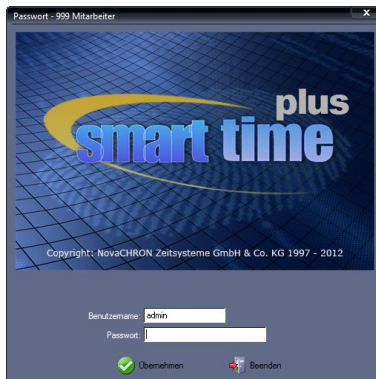 Passwort - 999 Mitarbeiter
x
plus
smart time
Copyright: NovaCHRON Zeitsysteme GmbH & Co. KG 1997 - 2012
Benutzername: admin
Passwort:
Übernehmen Beenden